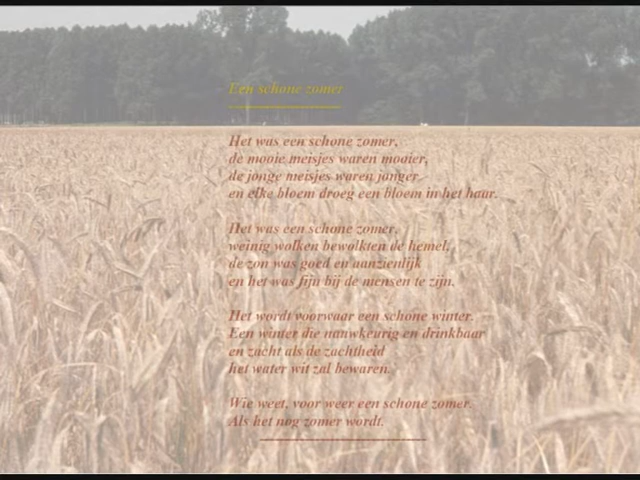 Een schone zomer
Het was een schone zomer,
de mooie meisjes waren mooier,
de jonge meisjes waren jonger
en elke bloem droeg een bloem in het haar.
Het was een schone zomer,
weinig wolken bewolkten de hemel,
de zon was goed en aanzienlijk
en het was fijn bij de mensen te zijn.
Het wordt voorwaar een schone winter.
Een winter die nauwkeurig en drinkbaar
en zacht als de zachtheid
het water wit zal bewaren.
Wie weet, voor weer een schone zomer.
Als het nog zomer wordt.